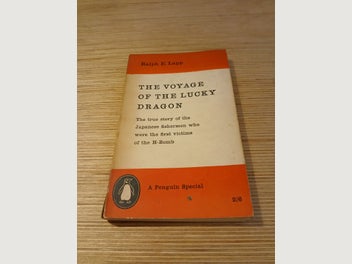 Ralph E. Lapp
THE VOYAGE
OF THE LUCKY
DRAGON
The true story of the
Japanese fishermen who
were the first victims
of the H-Bomb
A Penguin Special
2/6